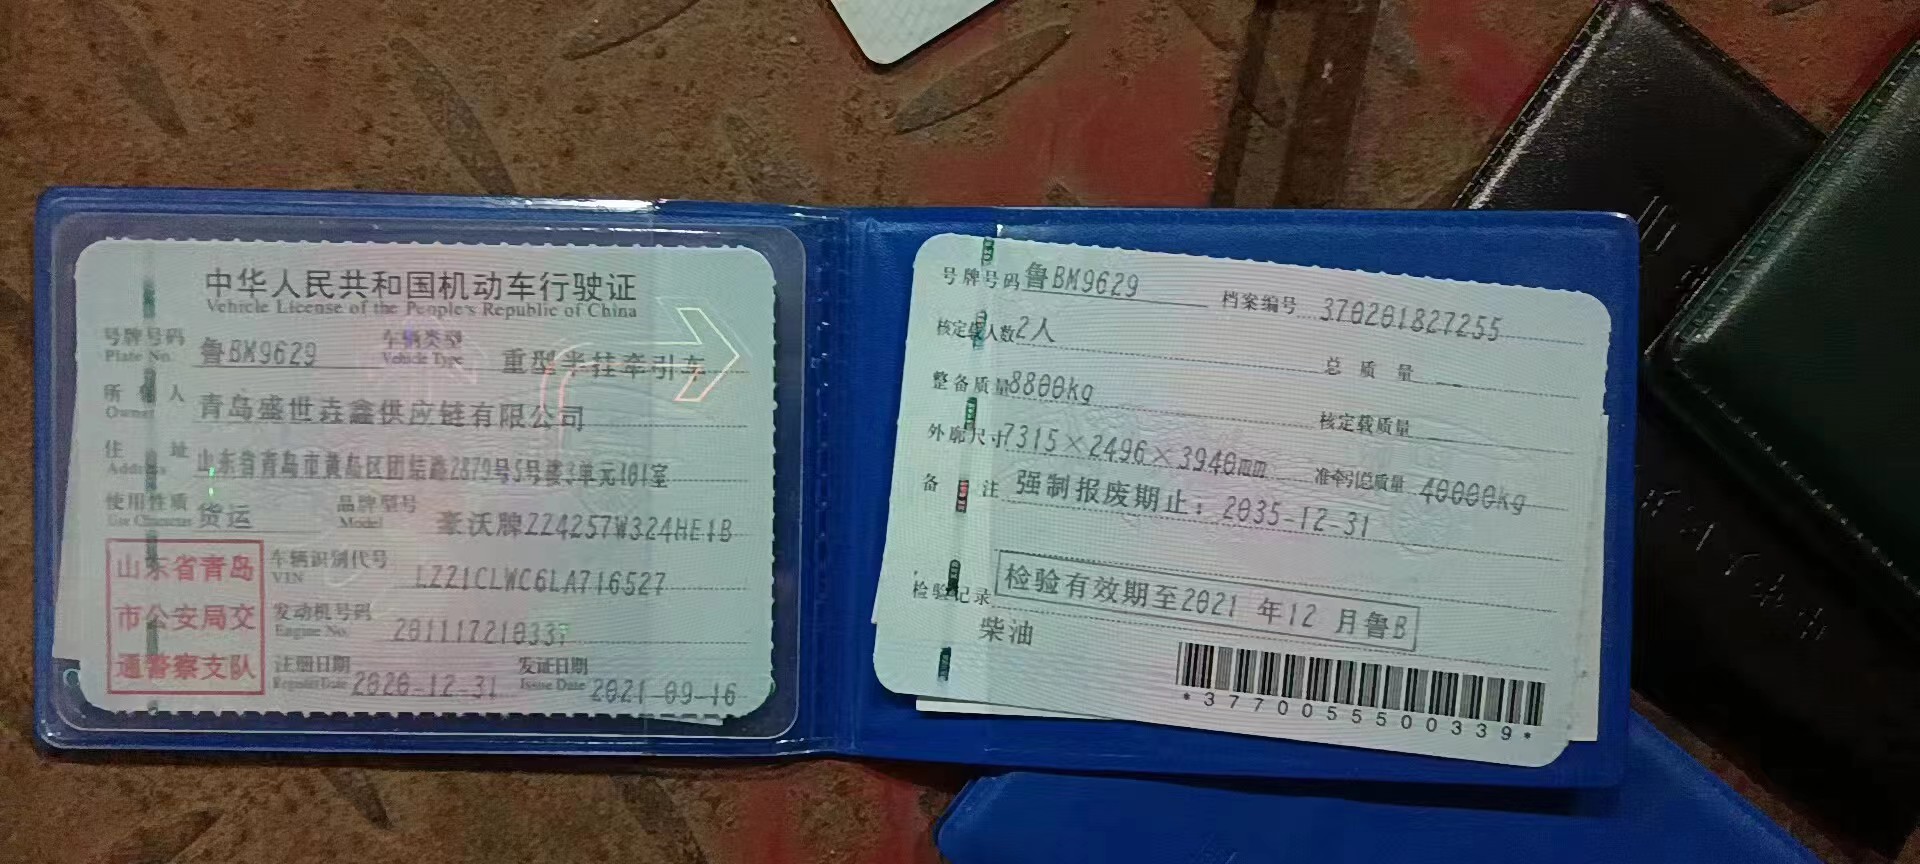 中华人民共和国机动车行驶证
Vehicle License of the People's Republic of China
号牌号码 鲁BM9629 车辆类型 重型半挂牵引车
Plate No. Vehicle Type
所有人 青岛盛世垚鑫供应链有限公司
Owner
住址 山东省青岛市黄岛区团结路2879号5号楼3单元101室
Address
使用性质 货运 品牌型号 豪沃牌ZZ4257W324HE1B
Use Character Model
山东省青岛
市公安局交
通警察支队
车辆识别代号 LZZ1CLWC6LA716527
VIN
发动机号码 201117210337
Engine No.
注册日期 2020-12-31 发证日期 2021-09-16
Register Date Issue Date
号牌号码 鲁BM9629 档案编号 370201827255
核定载人数 2人 总质量 --
整备质量 8800kg 核定载质量
外廓尺寸 7315×2496×3940mm 准牵引总质量 40000kg
备注 强制报废期止：2035-12-31
检验记录 检验有效期至2021年12月鲁B
柴油
*3770055500339*